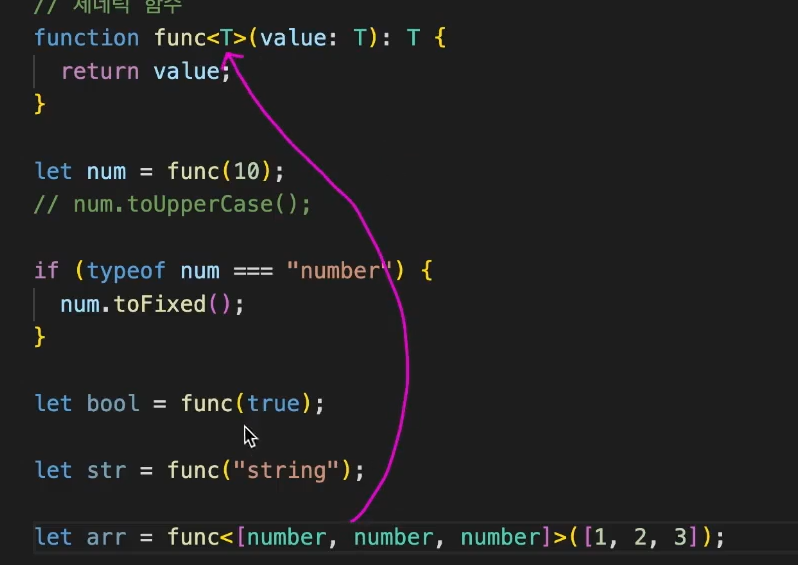 // 제네릭 함수
function func<T>(value: T): T {
return value;
}
let num = func(10);
// num.toUpperCase();
if (typeof num === "number") {
num.toFixed();
}
let bool = func(true);
let str = func("string");
let arr = func<[number, number, number]>([1, 2, 3]);